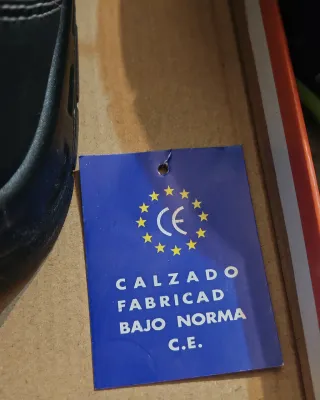 CE
CALZADO
FABRICAD
BAJO NORMA
C.E.